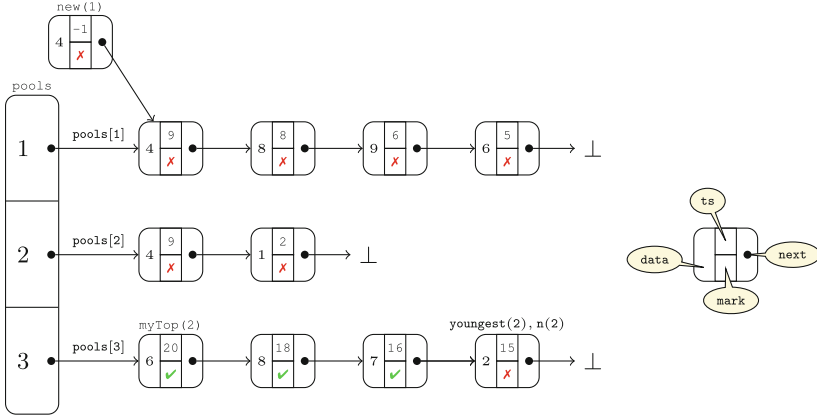 new(1)
4 -1 ✗
pools
1 pools[1] 4 9 ✗ 8 8 ✗ 9 6 ✗ 6 5 ✗ ⊥
2 pools[2] 4 9 ✗ 1 2 ✗ ⊥
myTop(2) youngest(2), n(2)
3 pools[3] 6 20 ✓ 8 18 ✓ 7 16 ✓ 2 15 ✗ ⊥
ts
data
next
mark